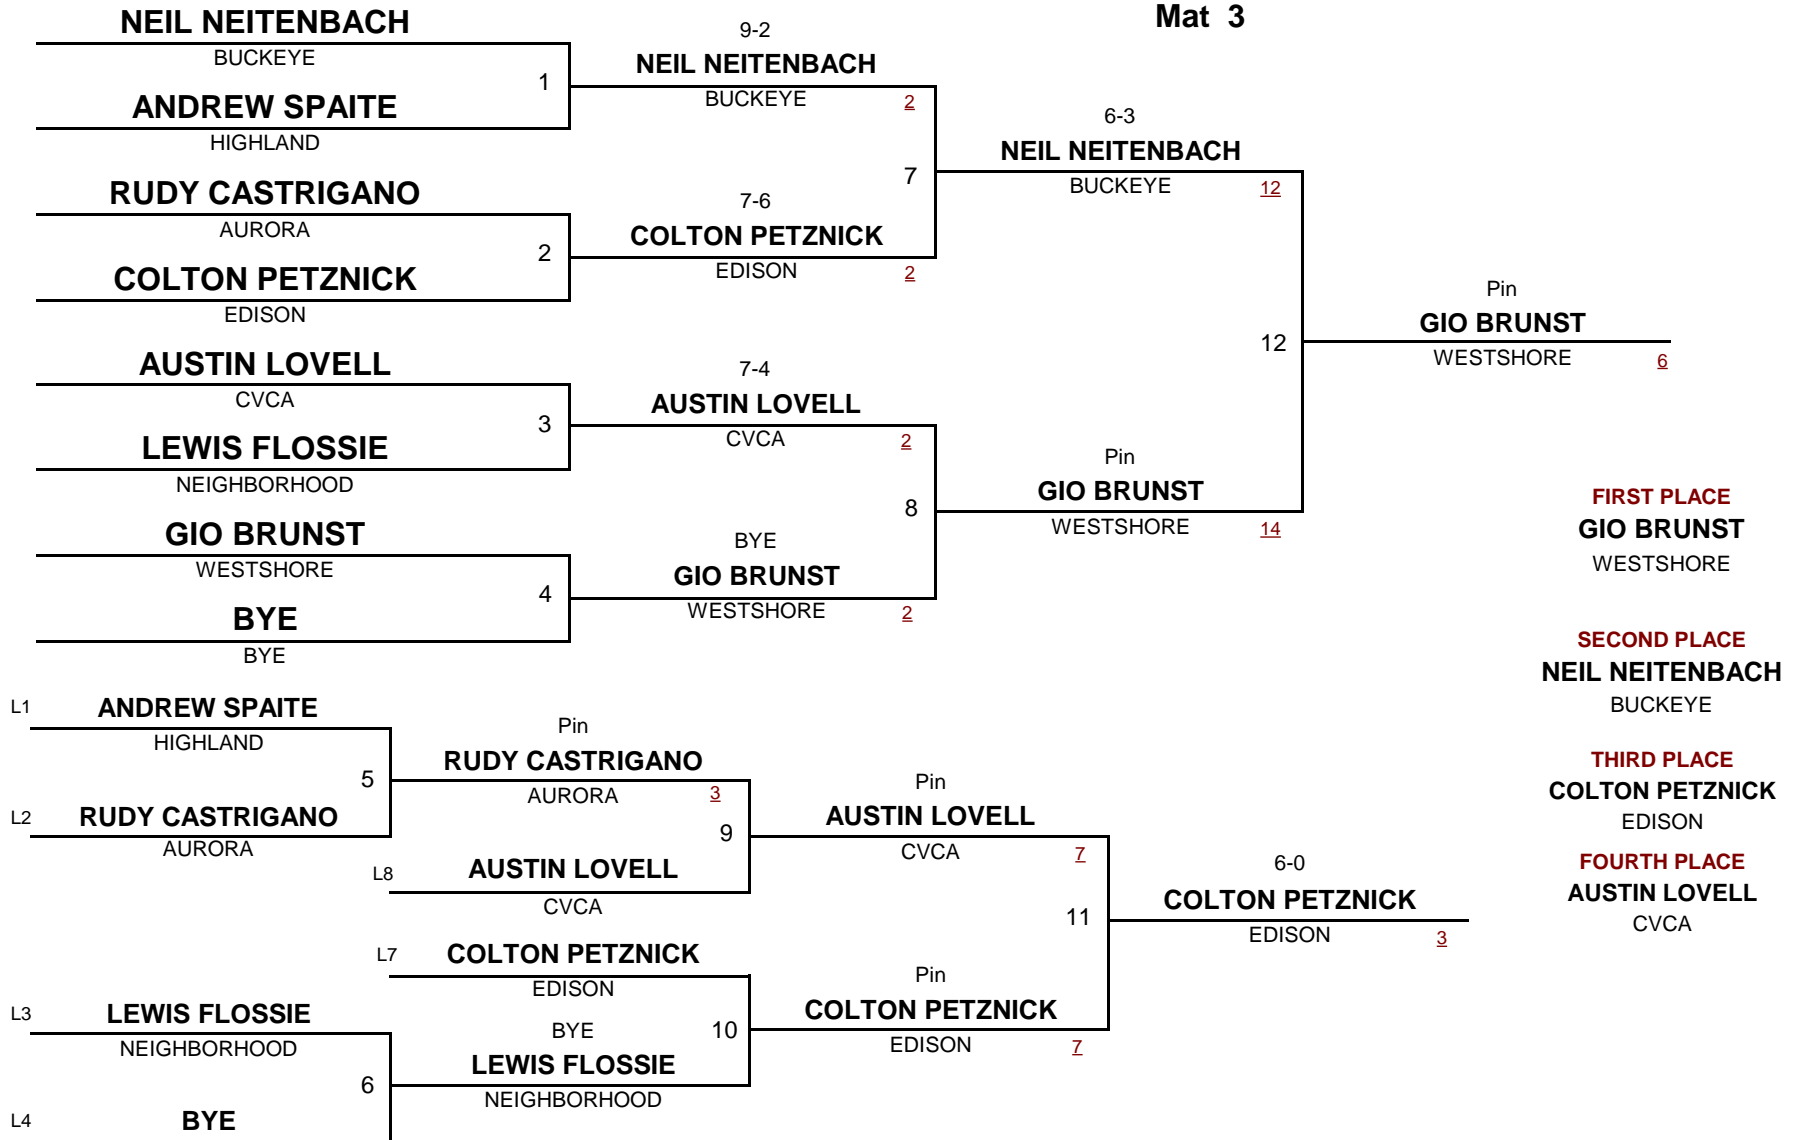 Mat 3
NEIL NEITENBACH
BUCKEYE
1
ANDREW SPAITE
HIGHLAND
RUDY CASTRIGANO
AURORA
2
COLTON PETZNICK
EDISON
AUSTIN LOVELL
CVCA
3
LEWIS FLOSSIE
NEIGHBORHOOD
GIO BRUNST
WESTSHORE
4
BYE
BYE
9-2
NEIL NEITENBACH
BUCKEYE 2
7
7-6
COLTON PETZNICK
EDISON 2
7-4
AUSTIN LOVELL
CVCA 2
8
BYE
GIO BRUNST
WESTSHORE 2
6-3
NEIL NEITENBACH
BUCKEYE 12
12
Pin
GIO BRUNST
WESTSHORE 14
Pin
GIO BRUNST
WESTSHORE 6
FIRST PLACE
GIO BRUNST
WESTSHORE
SECOND PLACE
NEIL NEITENBACH
BUCKEYE
THIRD PLACE
COLTON PETZNICK
EDISON
FOURTH PLACE
AUSTIN LOVELL
CVCA
L1 ANDREW SPAITE
HIGHLAND
5
L2 RUDY CASTRIGANO
AURORA
Pin
RUDY CASTRIGANO
AURORA 3
9
L8 AUSTIN LOVELL
CVCA
Pin
AUSTIN LOVELL
CVCA 7
11
L7 COLTON PETZNICK
EDISON
10
L3 LEWIS FLOSSIE
NEIGHBORHOOD
6
L4 BYE
BYE
LEWIS FLOSSIE
NEIGHBORHOOD
Pin
COLTON PETZNICK
EDISON 7
6-0
COLTON PETZNICK
EDISON 3